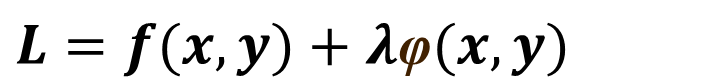 L = f(x, y) + λφ(x, y)